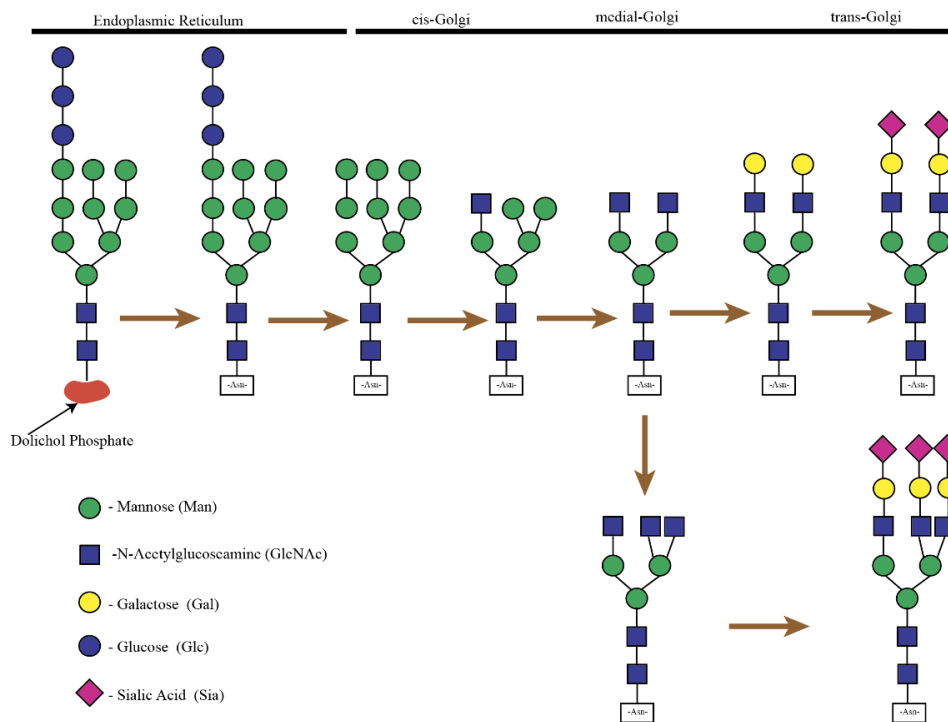 Endoplasmic Reticulum
cis-Golgi
medial-Golgi
trans-Golgi
-Asn-
-Asn-
-Asn-
-Asn-
-Asn-
-Asn-
Dolichol Phosphate
- Mannose (Man)
-N-Acetylglucoseamine (GlcNAc)
- Galactose (Gal)
- Glucose (Glc)
- Sialic Acid (Sia)
-Asn-
-Asn-